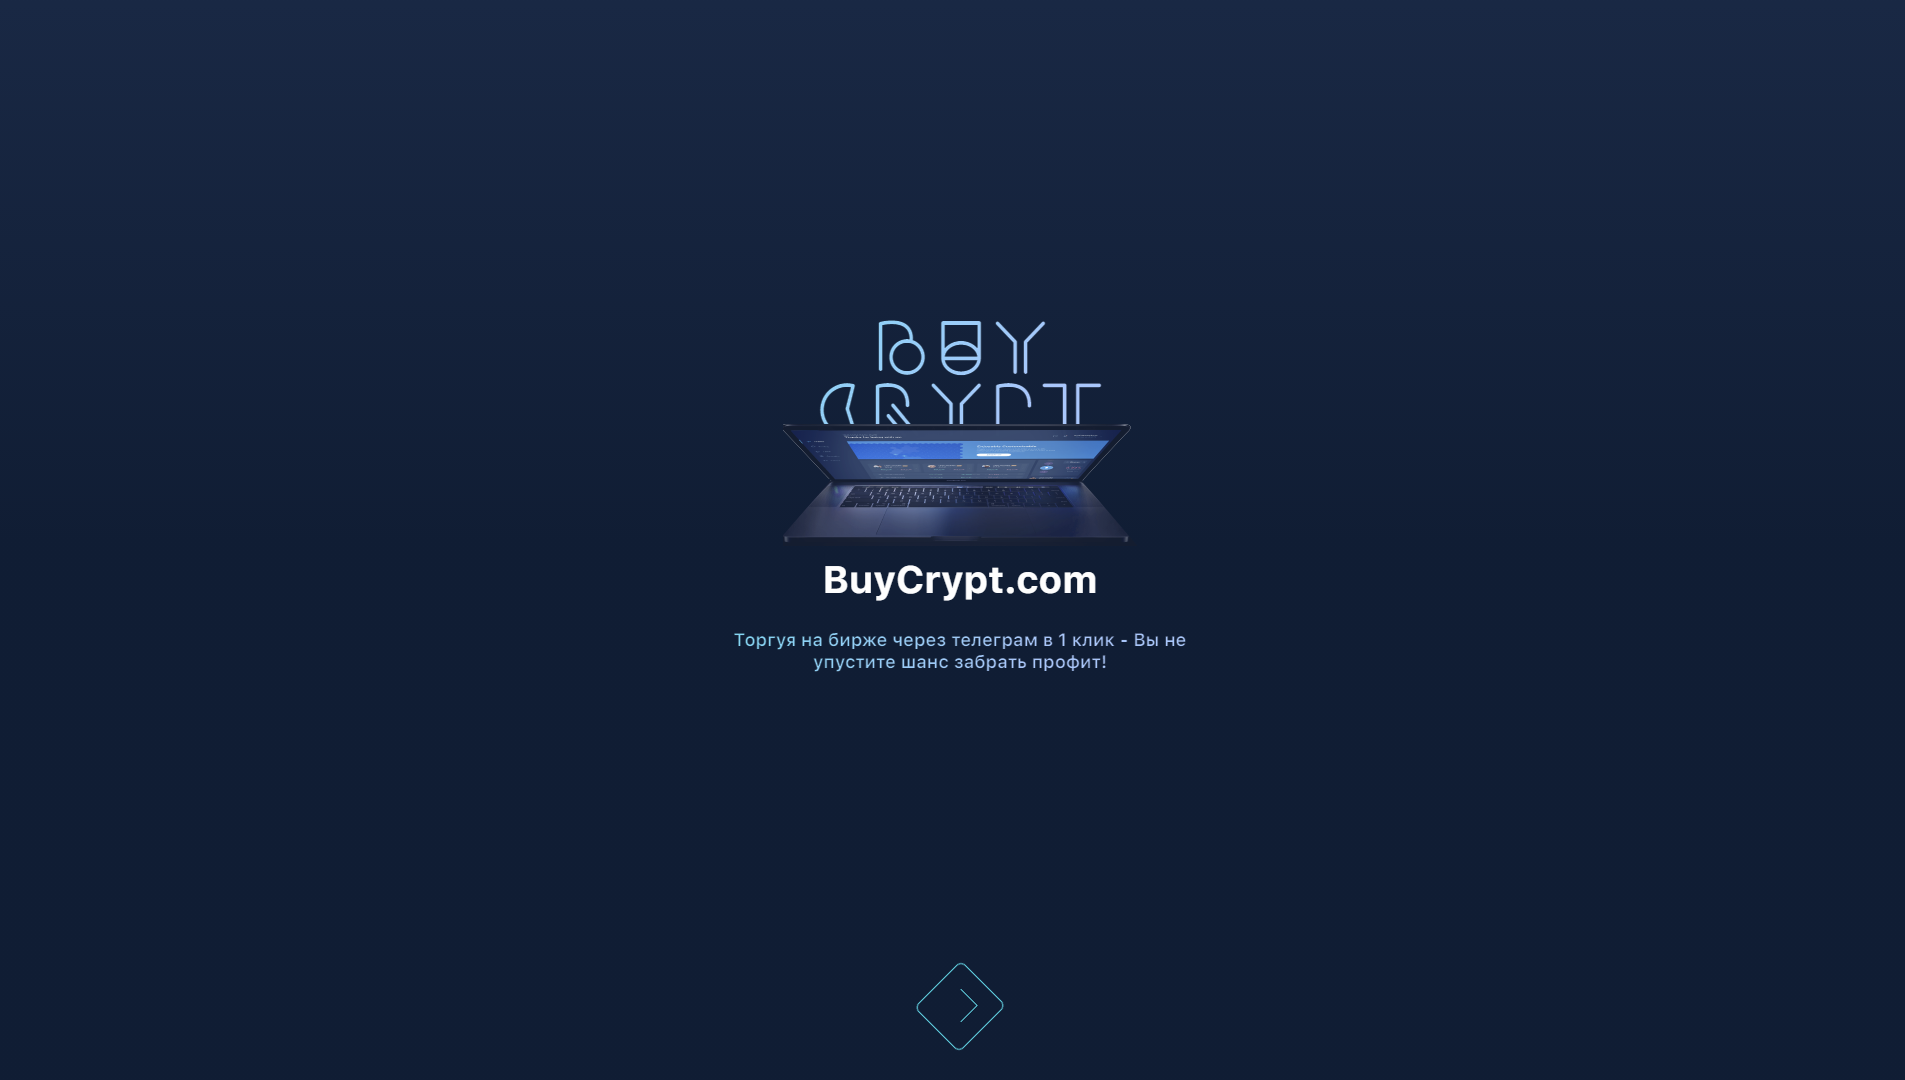 BUY
CRYPT
BuyCrypt.com
Торгуя на бирже через телеграм в 1 клик - Вы не
упустите шанс забрать профит!